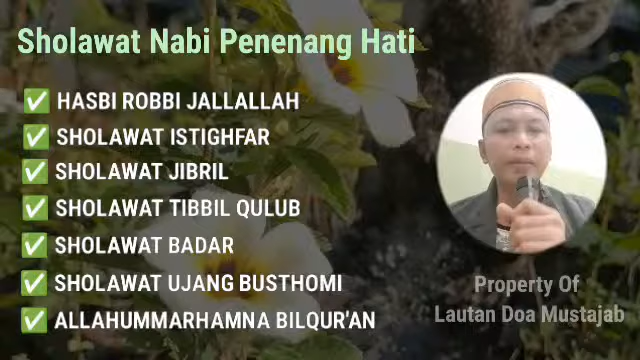 Sholawat Nabi Penenang Hati
✅ HASBI ROBBI JALLALLAH
✅ SHOLAWAT ISTIGHFAR
✅ SHOLAWAT JIBRIL
✅ SHOLAWAT TIBBIL QULUB
✅ SHOLAWAT BADAR
✅ SHOLAWAT UJANG BUSTHOMI
✅ ALLAHUMMARHAMNA BILQUR'AN
Property Of
Lautan Doa Mustajab